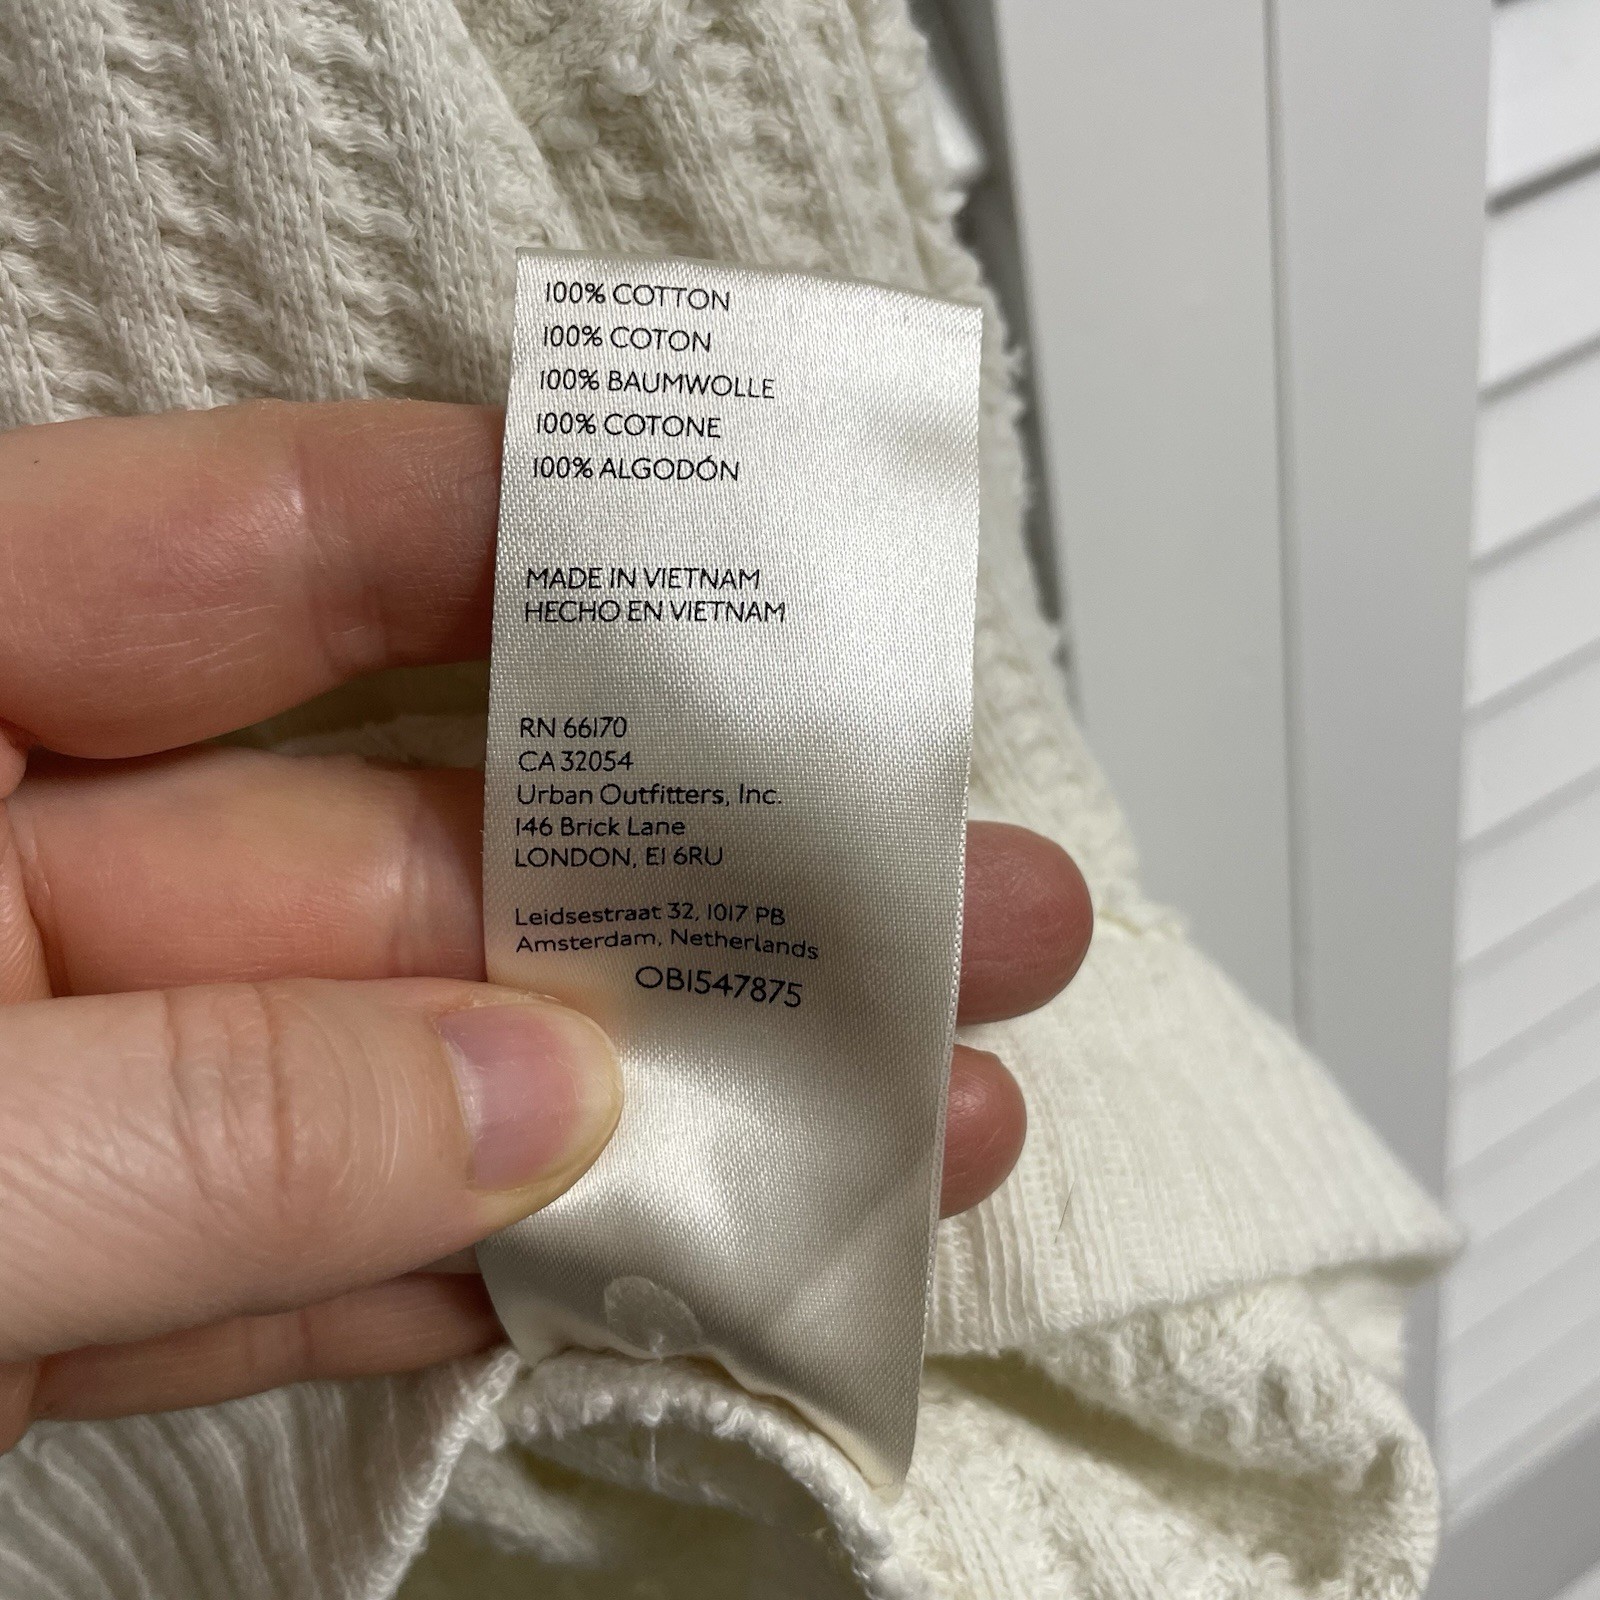 100% COTTON
100% COTON
100% BAUMWOLLE
100% COTONE
100% ALGODÓN
MADE IN VIETNAM
HECHO EN VIETNAM
RN 66170
CA 32054
Urban Outfitters, Inc.
146 Brick Lane
LONDON, E1 6RU
Leidsestraat 32, 1017 PB
Amsterdam, Netherlands
OB1547875